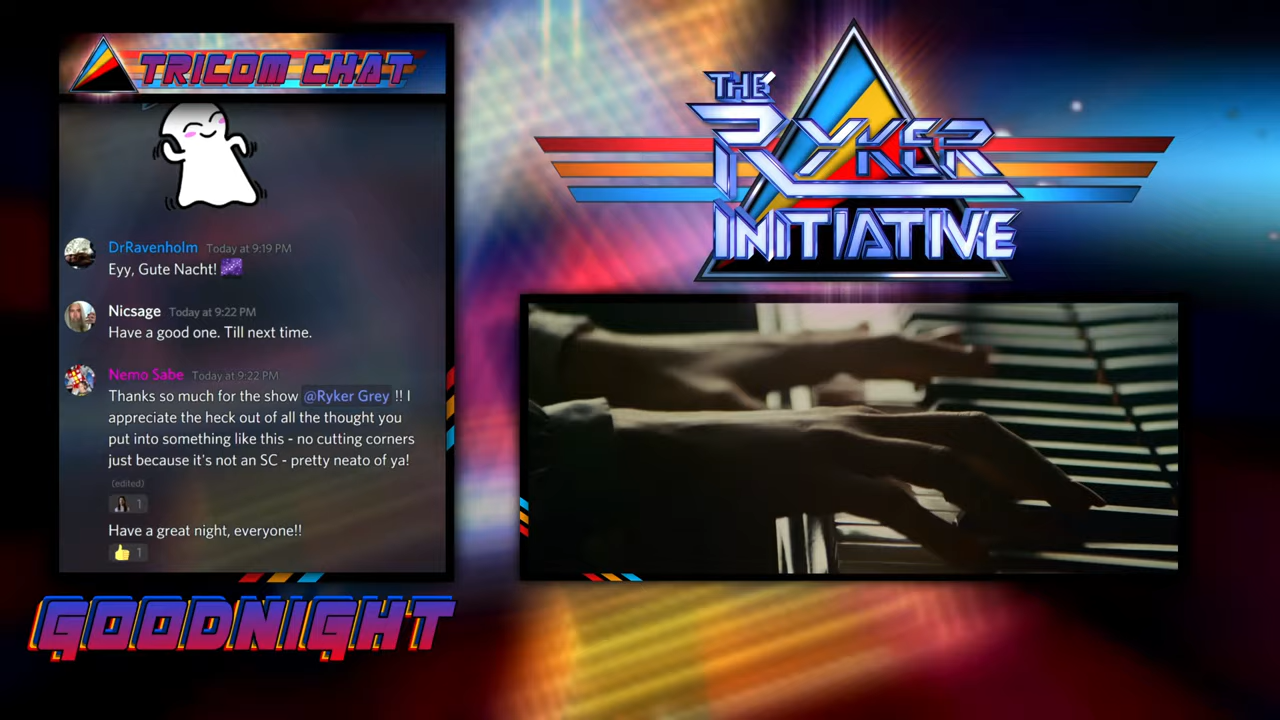 TRICOM CHAT
DrRavenholm Today at 9:19 PM
Eyy, Gute Nacht!
Nicsage Today at 9:22 PM
Have a good one. Till next time.
Nemo Sabe Today at 9:22 PM
Thanks so much for the show @Ryker Grey !! I
appreciate the heck out of all the thought you
put into something like this - no cutting corners
just because it's not an SC - pretty neato of ya!
(edited)
1
Have a great night, everyone!!
1
GOODNIGHT
THE
RYKER
INITIATIVE